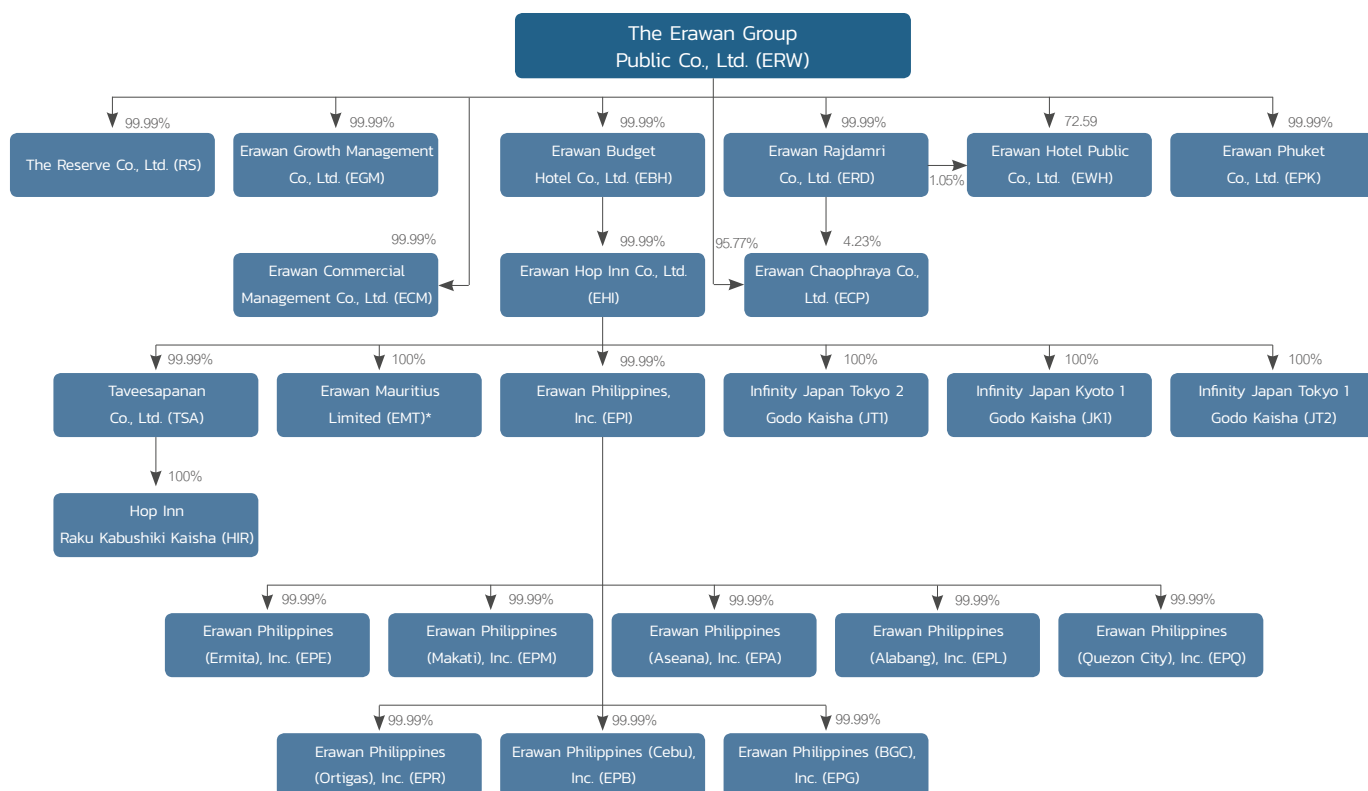 The Erawan Group
Public Co., Ltd. (ERW)
99.99%
99.99%
99.99%
99.99%
72.59
99.99%
The Reserve Co., Ltd. (RS)
Erawan Growth Management
Co., Ltd. (EGM)
Erawan Budget
Hotel Co., Ltd. (EBH)
Erawan Rajdamri
Co., Ltd. (ERD)
1.05%
Erawan Hotel Public
Co., Ltd. (EWH)
Erawan Phuket
Co., Ltd. (EPK)
99.99%
99.99%
95.77%
4.23%
Erawan Commercial
Management Co., Ltd. (ECM)
Erawan Hop Inn Co., Ltd.
(EHI)
Erawan Chaophraya Co.,
Ltd. (ECP)
99.99%
100%
99.99%
100%
100%
100%
Taveesapanan
Co., Ltd. (TSA)
Erawan Mauritius
Limited (EMT)*
Erawan Philippines,
Inc. (EPI)
Infinity Japan Tokyo 2
Godo Kaisha (JT1)
Infinity Japan Kyoto 1
Godo Kaisha (JK1)
Infinity Japan Tokyo 1
Godo Kaisha (JT2)
100%
Hop Inn
Raku Kabushiki Kaisha (HIR)
99.99%
99.99%
99.99%
99.99%
99.99%
Erawan Philippines
(Ermita), Inc. (EPE)
Erawan Philippines
(Makati), Inc. (EPM)
Erawan Philippines
(Aseana), Inc. (EPA)
Erawan Philippines
(Alabang), Inc. (EPL)
Erawan Philippines
(Quezon City), Inc. (EPQ)
99.99%
99.99%
99.99%
Erawan Philippines
(Ortigas), Inc. (EPR)
Erawan Philippines (Cebu),
Inc. (EPB)
Erawan Philippines (BGC),
Inc. (EPG)